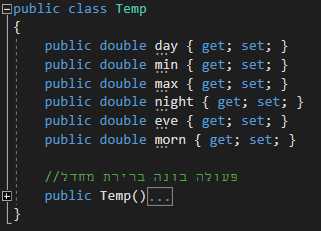 public class Temp
{
public double day { get; set; }
public double min { get; set; }
public double max { get; set; }
public double night { get; set; }
public double eve { get; set; }
public double morn { get; set; }
//פעולה בונה ברירת מחדל
public Temp()...
}